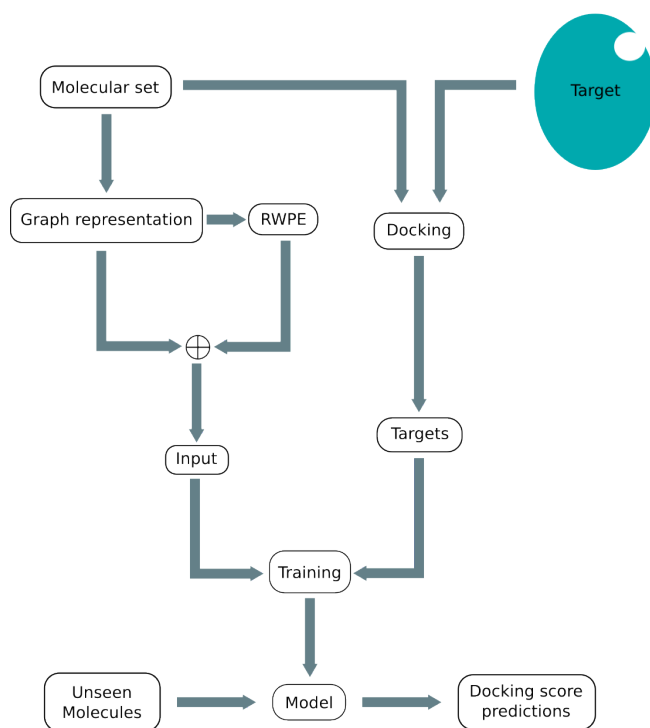 Molecular set
Target
Graph representation
RWPE
Docking
Targets
Input
Training
Unseen
Molecules
Model
Docking score
predictions